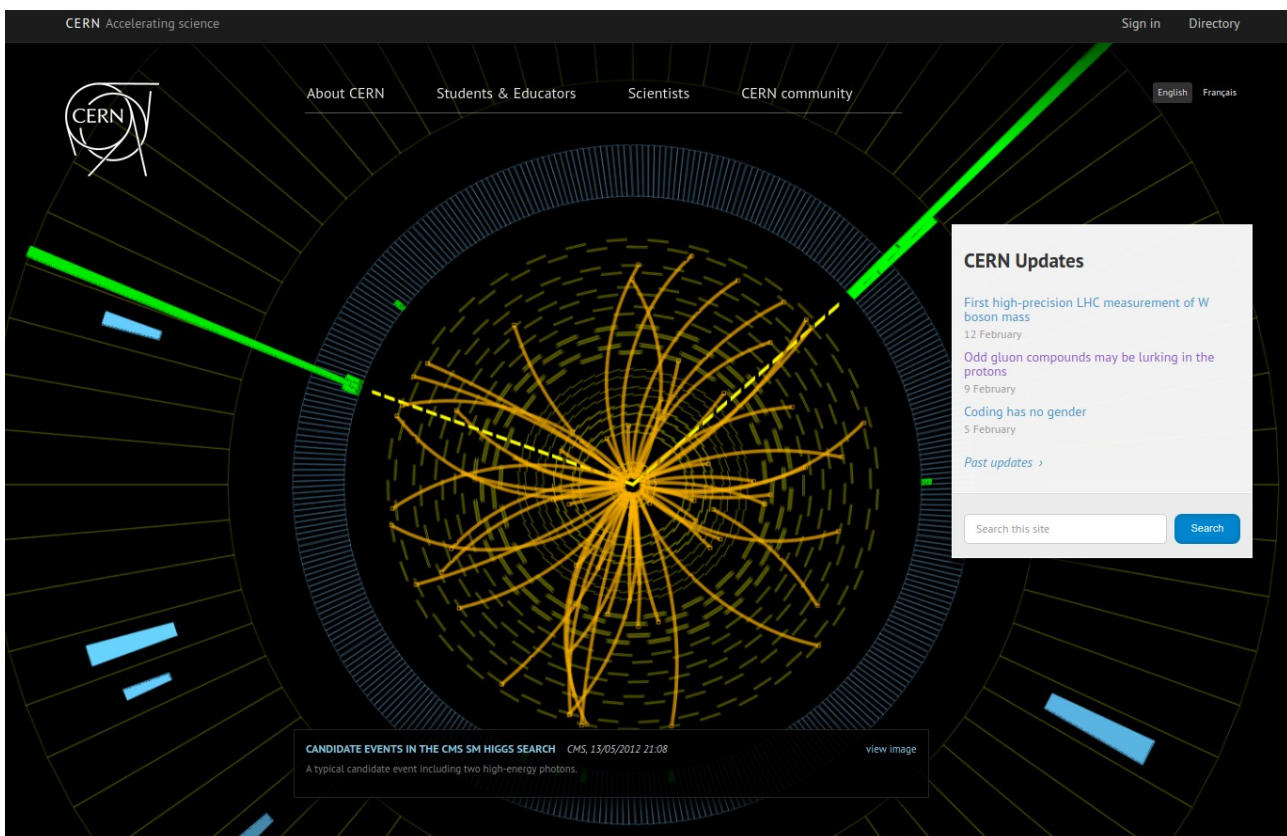 CERN Accelerating science
Sign in
Directory
CERN
About CERN
Students & Educators
Scientists
CERN community
English
Français
CERN Updates
First high-precision LHC measurement of W
boson mass
12 February
Odd gluon compounds may be lurking in the
protons
9 February
Coding has no gender
5 February
Past updates ›
Search this site
Search
CANDIDATE EVENTS IN THE CMS SM HIGGS SEARCH CMS, 13/05/2012 21:08
view image
A typical candidate event including two high-energy photons.